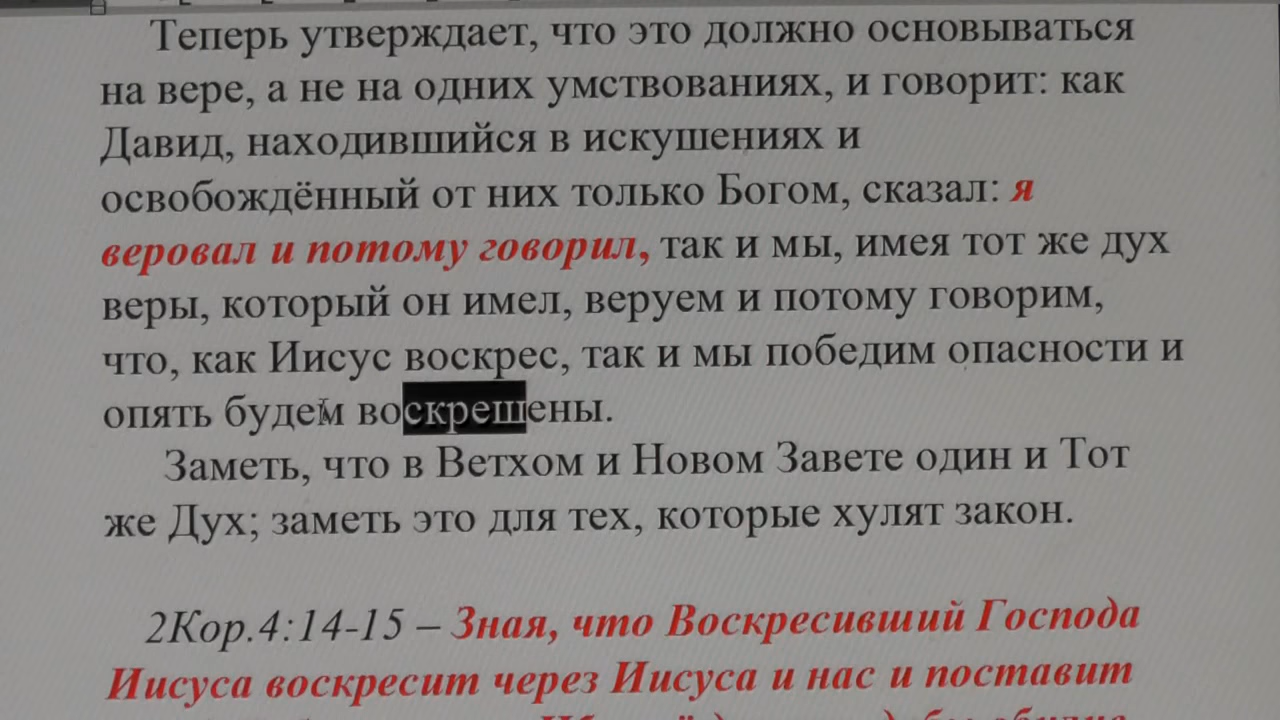 Теперь утверждает, что это должно основываться
на вере, а не на одних умствованиях, и говорит: как
Давид, находившийся в искушениях и
освобождённый от них только Богом, сказал: я
веровал и потому говорил, так и мы, имея тот же дух
веры, который он имел, веруем и потому говорим,
что, как Иисус воскрес, так и мы победим опасности и
опять будем воскрешены.
Заметь, что в Ветхом и Новом Завете один и Тот
же Дух; заметь это для тех, которые хулят закон.
2Кор.4:14-15 – Зная, что Воскресивший Господа
Иисуса воскресит через Иисуса и нас и поставит